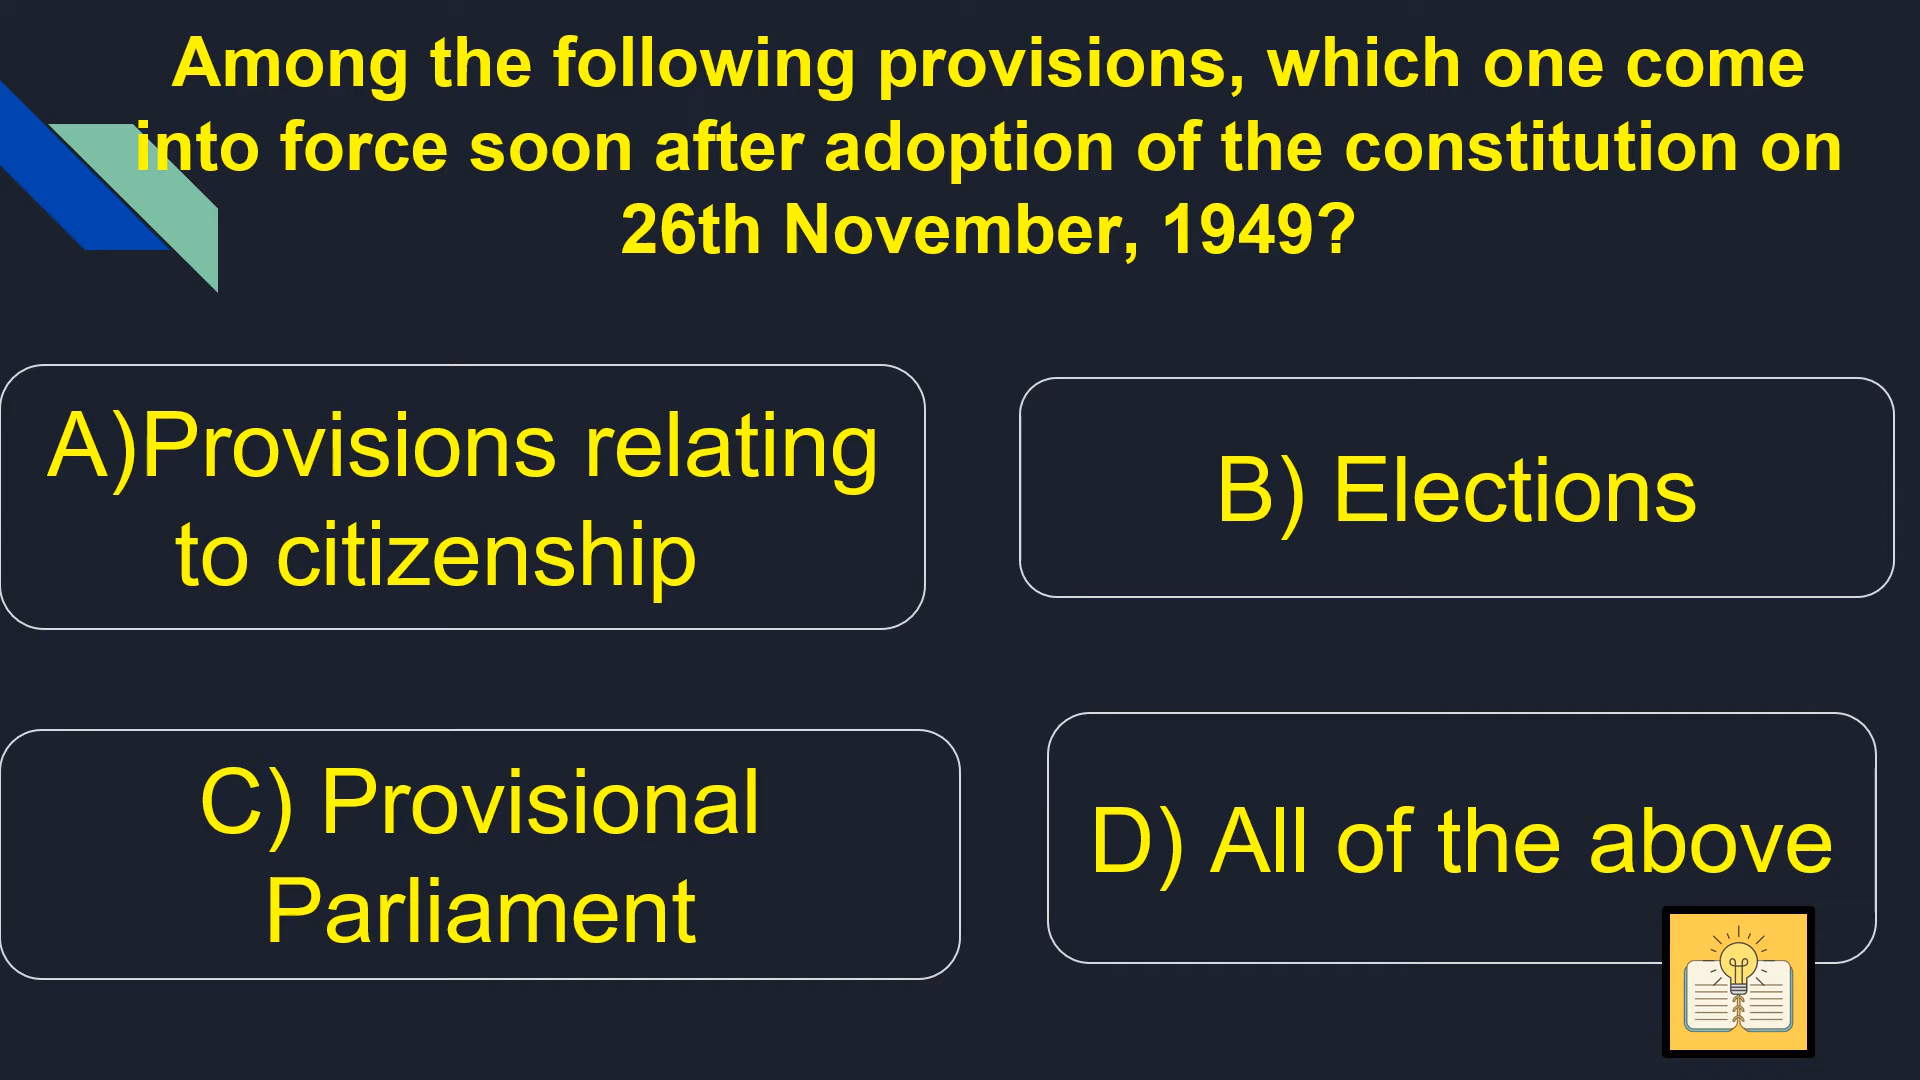 Among the following provisions, which one come
into force soon after adoption of the constitution on
26th November, 1949?
A)Provisions relating
to citizenship
B) Elections
C) Provisional
Parliament
D) All of the above